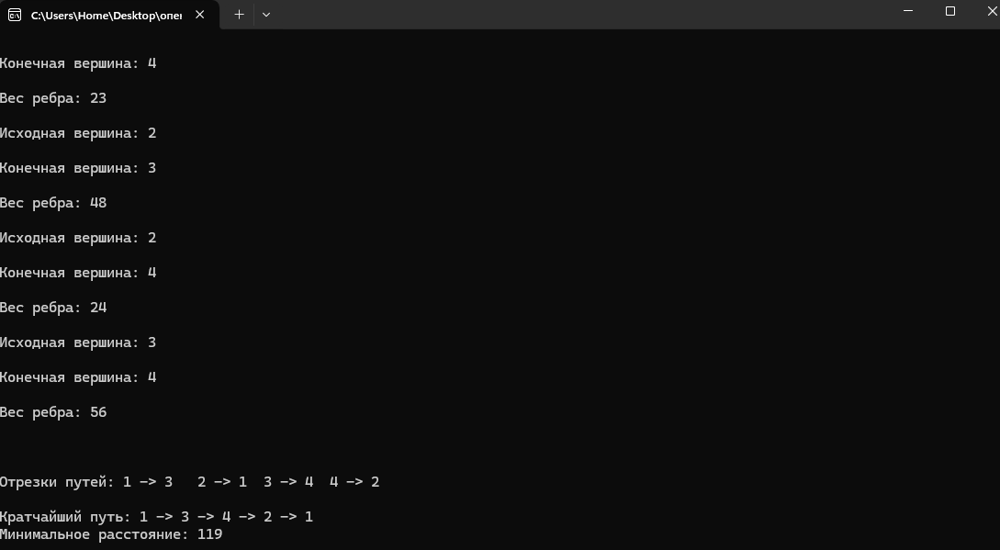 C:\Users\Home\Desktop\опег
Конечная вершина: 4
Вес ребра: 23
Исходная вершина: 2
Конечная вершина: 3
Вес ребра: 48
Исходная вершина: 2
Конечная вершина: 4
Вес ребра: 24
Исходная вершина: 3
Конечная вершина: 4
Вес ребра: 56
Отрезки путей: 1 -> 3   2 -> 1  3 -> 4  4 -> 2
Кратчайший путь: 1 -> 3 -> 4 -> 2 -> 1
Минимальное расстояние: 119